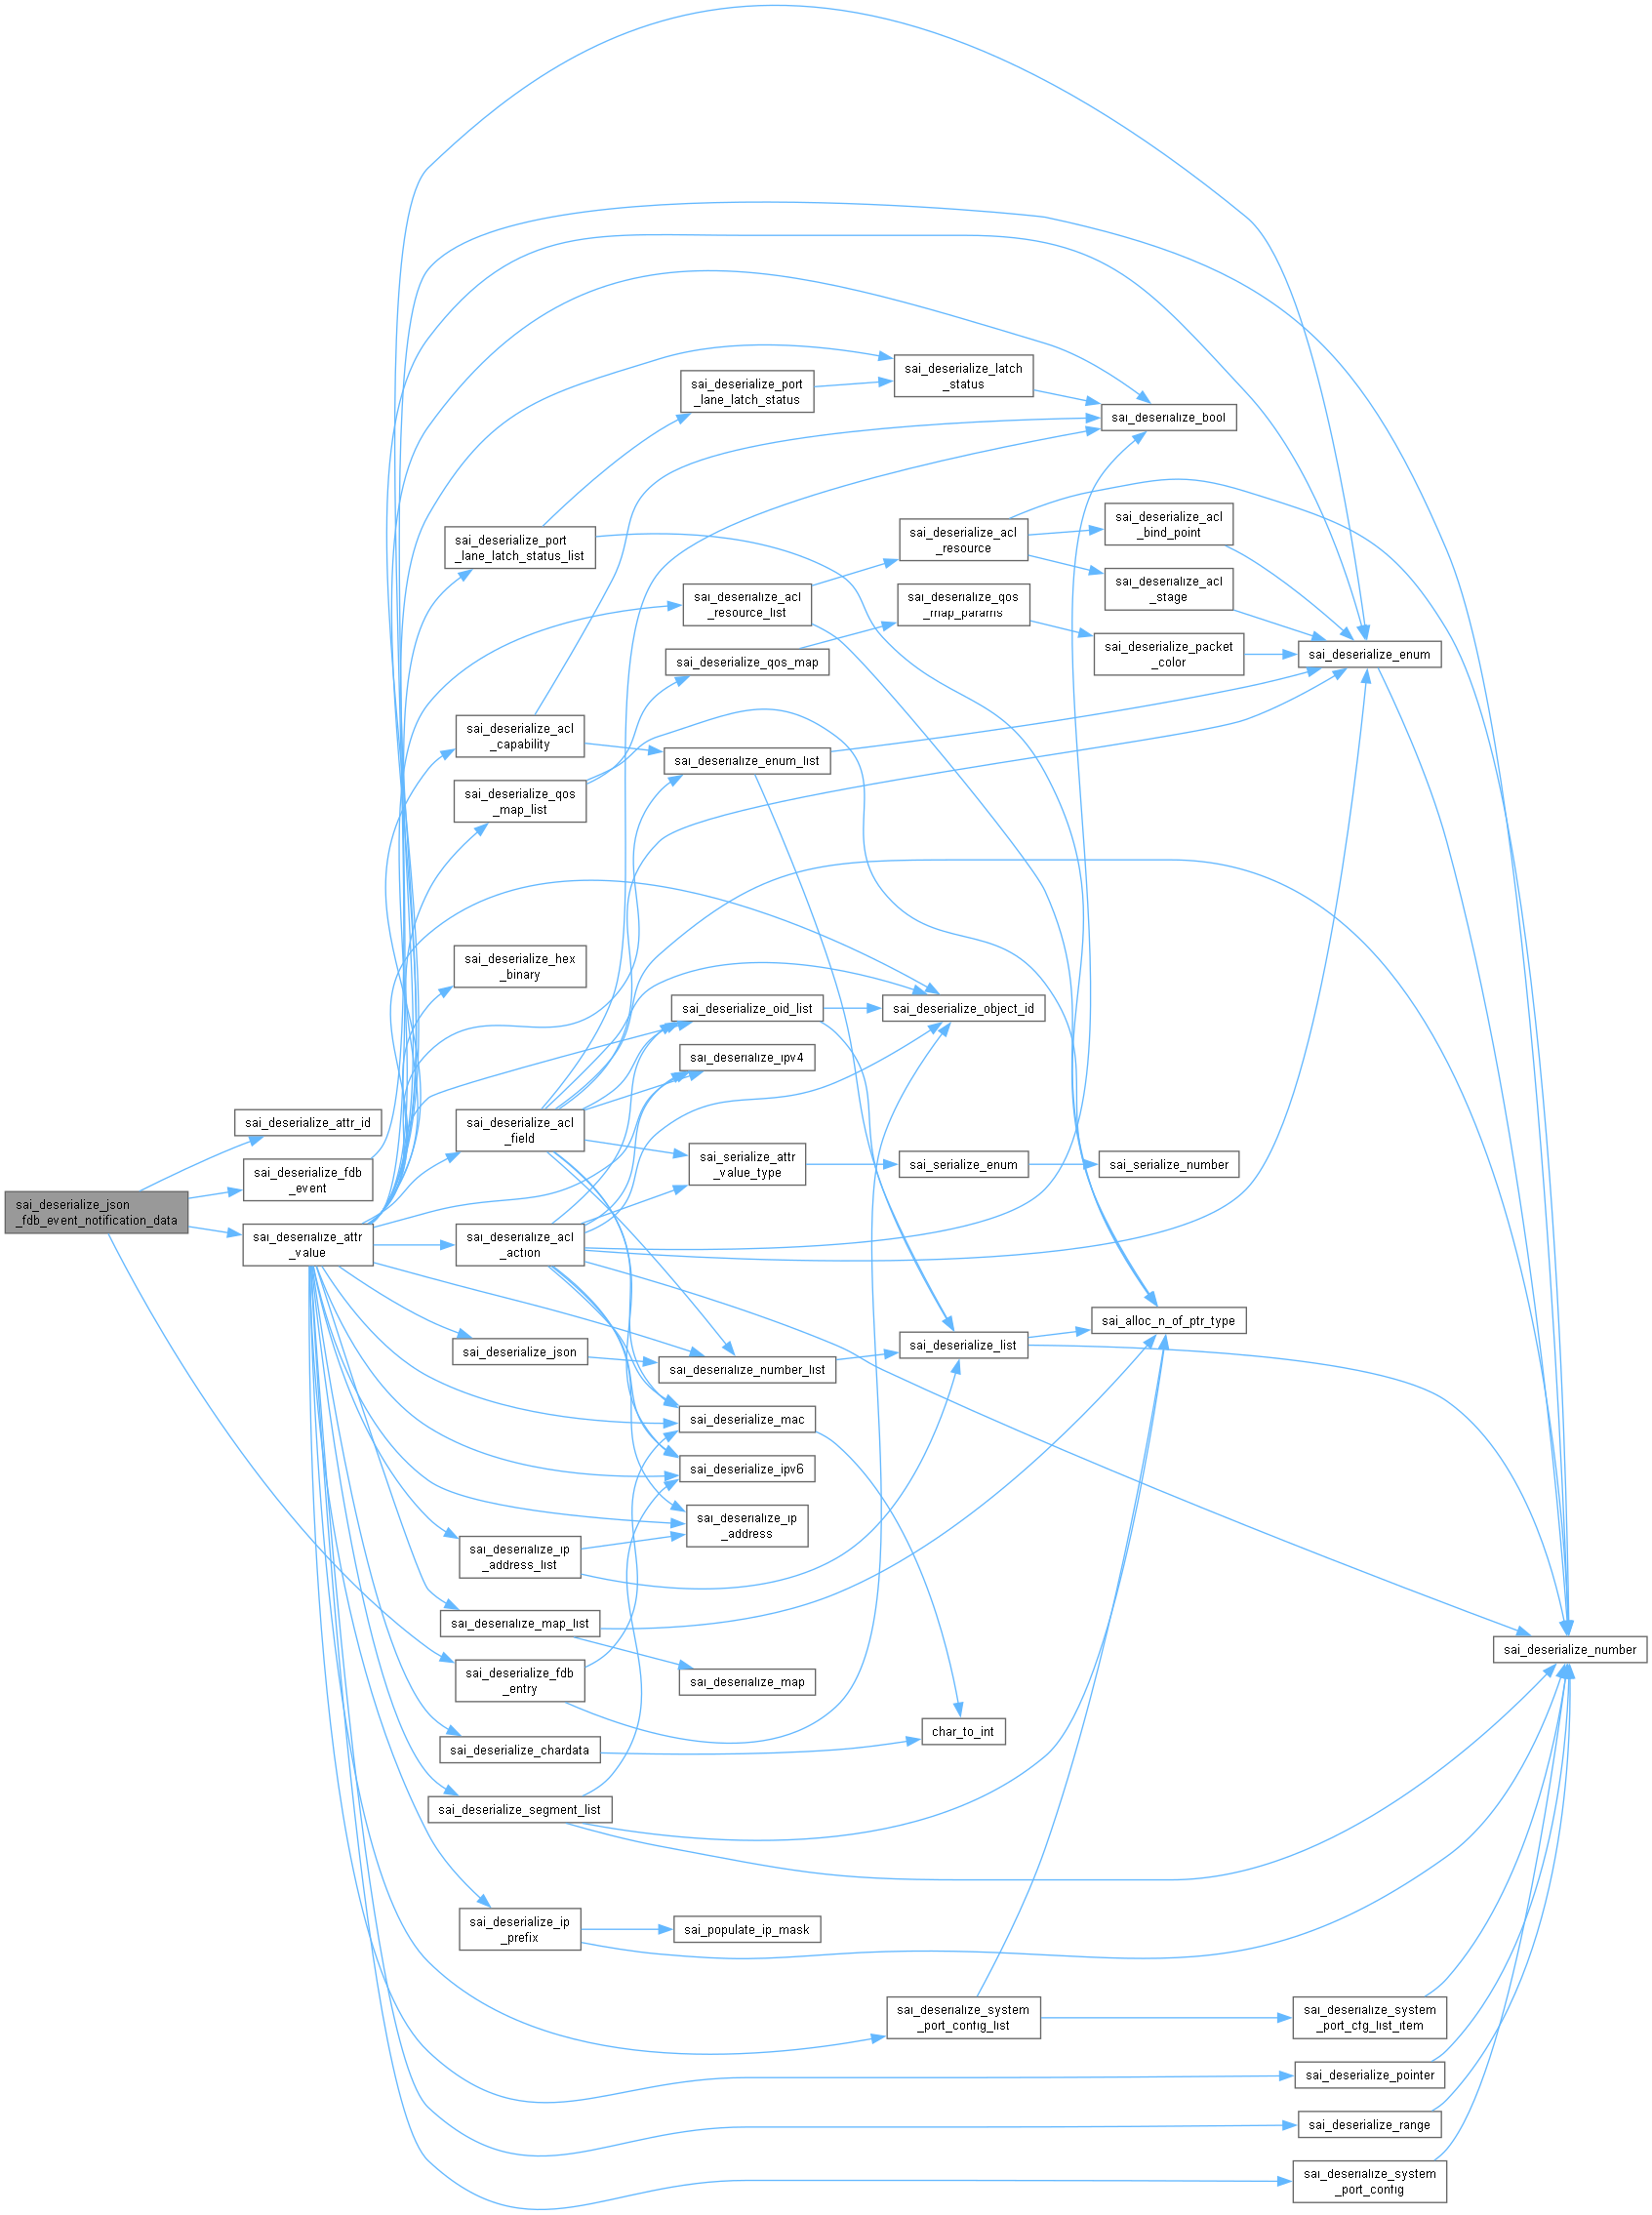 sai_deserialize_latch
_status
sai_deserialize_port
_lane_latch_status
sai_deserialize_bool
sai_deserialize_acl
_bind_point
sai_deserialize_port
_lane_latch_status_list
sai_deserialize_acl
_resource
sai_deserialize_acl
_stage
sai_deserialize_acl
_resource_list
sai_deserialize_qos
_map_params
sai_deserialize_packet
_color
sai_deserialize_enum
sai_deserialize_qos_map
sai_deserialize_acl
_capability
sai_deserialize_enum_list
sai_deserialize_qos
_map_list
sai_deserialize_hex
_binary
sai_deserialize_oid_list
sai_deserialize_object_id
sai_deserialize_ipv4
sai_deserialize_attr_id
sai_deserialize_acl
_field
sai_serialize_attr
_value_type
sai_serialize_enum
sai_serialize_number
sai_deserialize_fdb
_event
sai_deserialize_json
_fdb_event_notification_data
sai_deserialize_attr
_value
sai_deserialize_acl
_action
sai_alloc_n_of_ptr_type
sai_deserialize_json
sai_deserialize_list
sai_deserialize_number_list
sai_deserialize_mac
sai_deserialize_ipv6
sai_deserialize_ip
_address
sai_deserialize_ip
_address_list
sai_deserialize_map_list
sai_deserialize_number
sai_deserialize_fdb
_entry
sai_deserialize_map
char_to_int
sai_deserialize_chardata
sai_deserialize_segment_list
sai_deserialize_ip
_prefix
sai_populate_ip_mask
sai_deserialize_system
_port_config_list
sai_deserialize_system
_port_cfg_list_item
sai_deserialize_pointer
sai_deserialize_range
sai_deserialize_system
_port_config